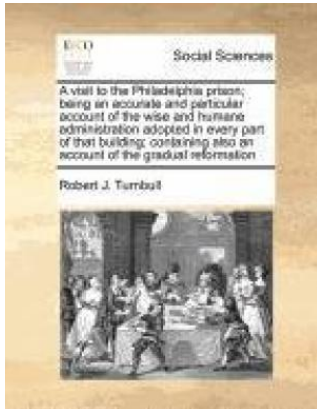 ECCO
Social Sciences
A visit to the Philadelphia prison;
being an accurate and particular
account of the wise and humane
administration adopted in every part
of that building; containing also an
account of the gradual reformation
Robert J. Turnbull